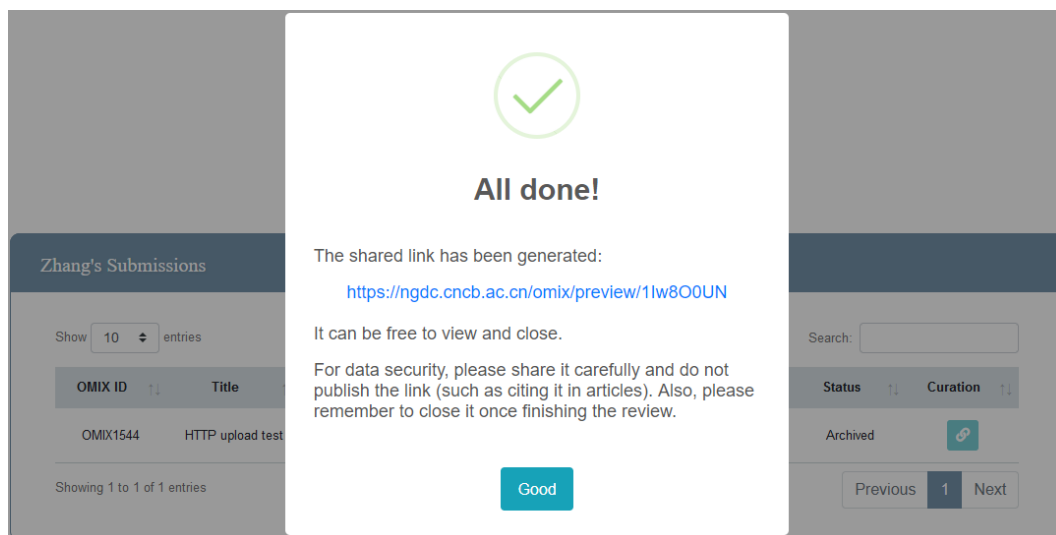 All done!
The shared link has been generated:
https://ngdc.cncb.ac.cn/omix/preview/1Iw8O0UN
It can be free to view and close.
For data security, please share it carefully and do not
publish the link (such as citing it in articles). Also, please
remember to close it once finishing the review.
Good
Zhang's Submissions
Show 10 entries
Search:
OMIX ID Title Status Curation
OMIX1544 HTTP upload test Archived
Showing 1 to 1 of 1 entries
Previous 1 Next